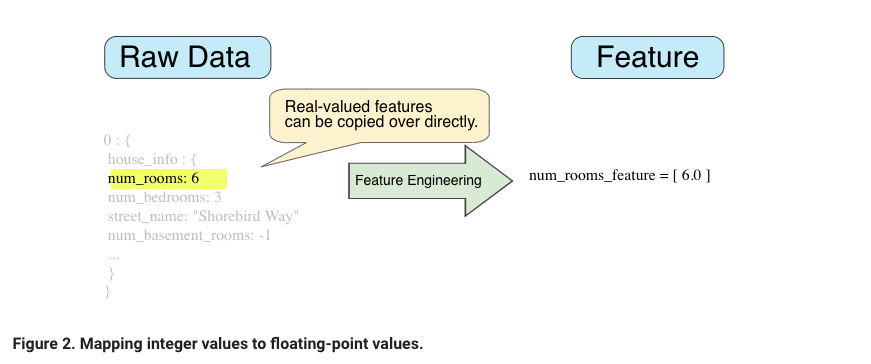 Raw Data
Feature
Real-valued features
can be copied over directly.
0 : {
house_info : {
num_rooms: 6
num_bedrooms: 3
street_name: "Shorebird Way"
num_basement_rooms: -1
...
}
}
Feature Engineering
num_rooms_feature = [ 6.0 ]
Figure 2. Mapping integer values to floating-point values.